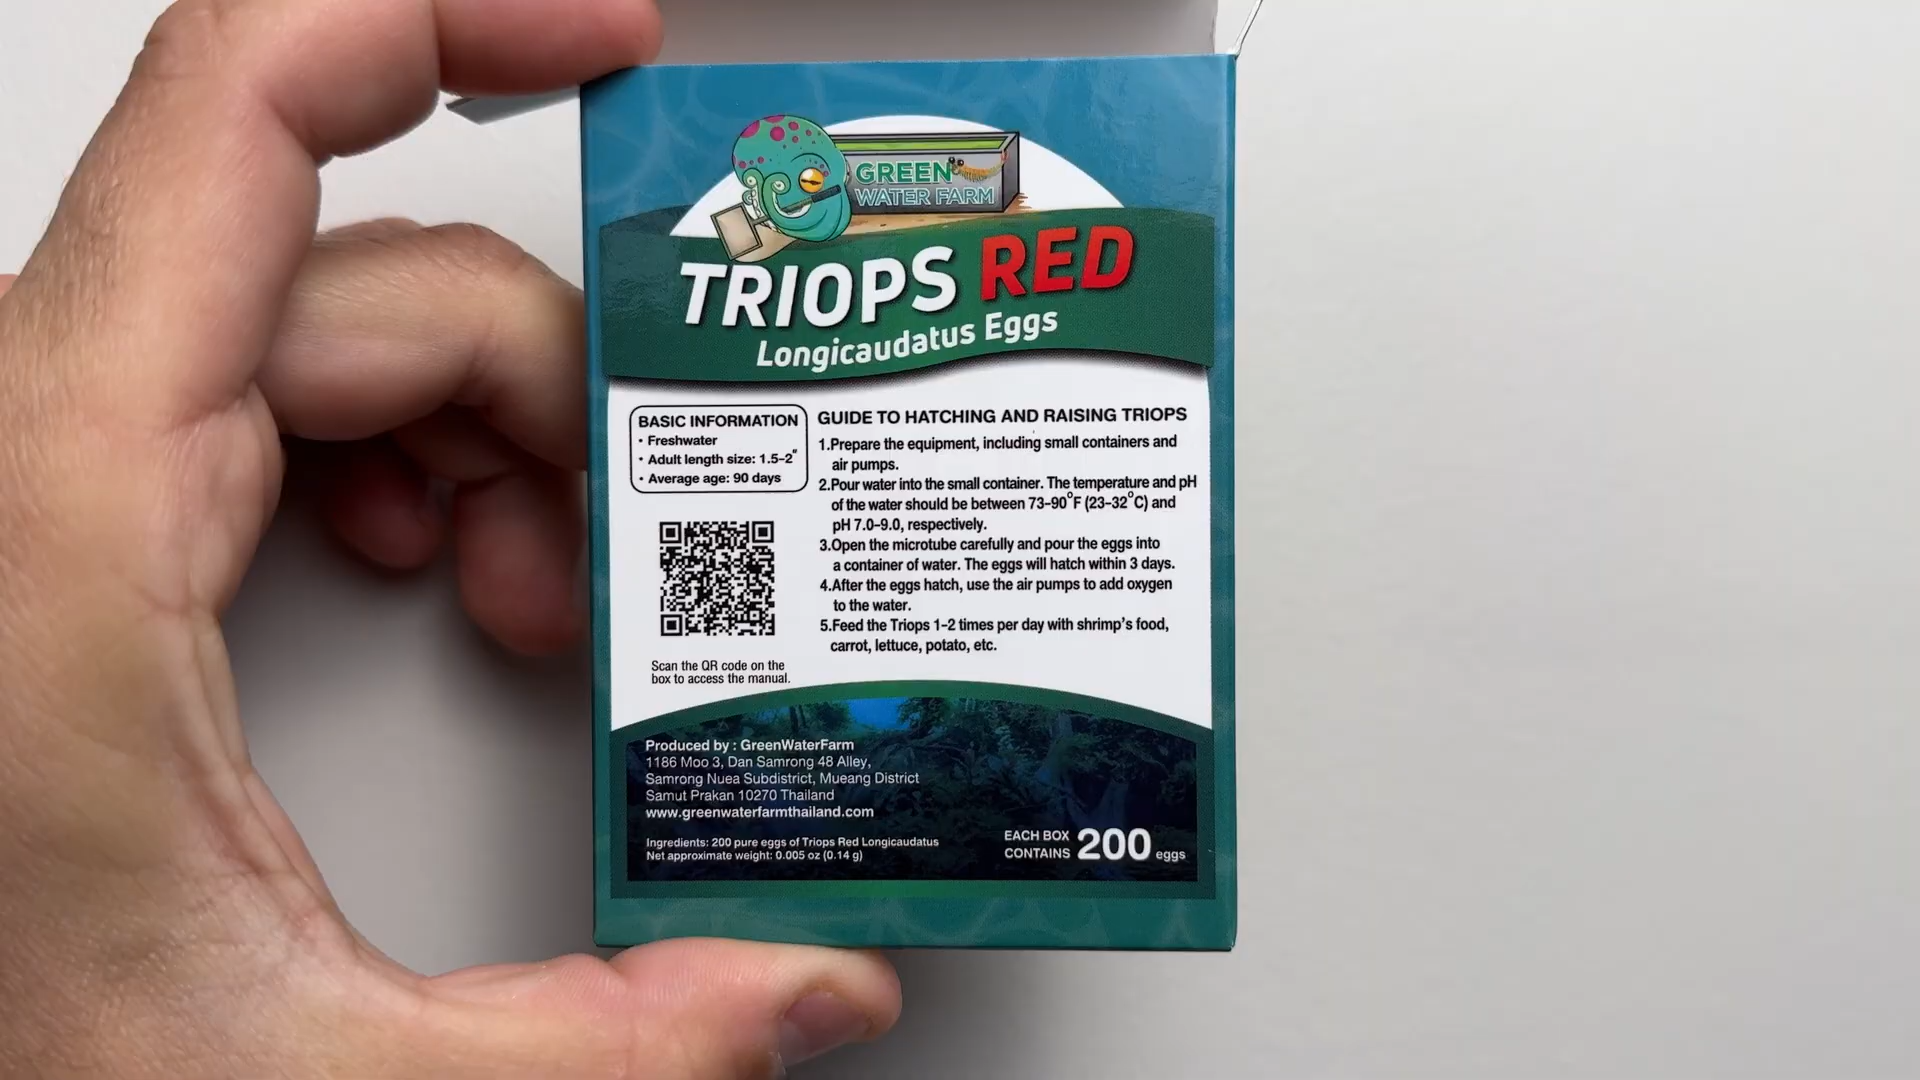 GREEN
WATER FARM
TRIOPS RED
Longicaudatus Eggs
BASIC INFORMATION
• Freshwater
• Adult length size: 1.5-2"
• Average age: 90 days
Scan the QR code on the
box to access the manual.
GUIDE TO HATCHING AND RAISING TRIOPS
1.Prepare the equipment, including small containers and
air pumps.
2.Pour water into the small container. The temperature and pH
of the water should be between 73-90°F (23-32°C) and
pH 7.0-9.0, respectively.
3.Open the microtube carefully and pour the eggs into
a container of water. The eggs will hatch within 3 days.
4.After the eggs hatch, use the air pumps to add oxygen
to the water.
5.Feed the Triops 1-2 times per day with shrimp's food,
carrot, lettuce, potato, etc.
Produced by : GreenWaterFarm
1186 Moo 3, Dan Samrong 48 Alley,
Samrong Nuea Subdistrict, Mueang District
Samut Prakan 10270 Thailand
www.greenwaterfarmthailand.com
Ingredients: 200 pure eggs of Triops Red Longicaudatus
Net approximate weight: 0.005 oz (0.14 g)
EACH BOX
CONTAINS 200 eggs